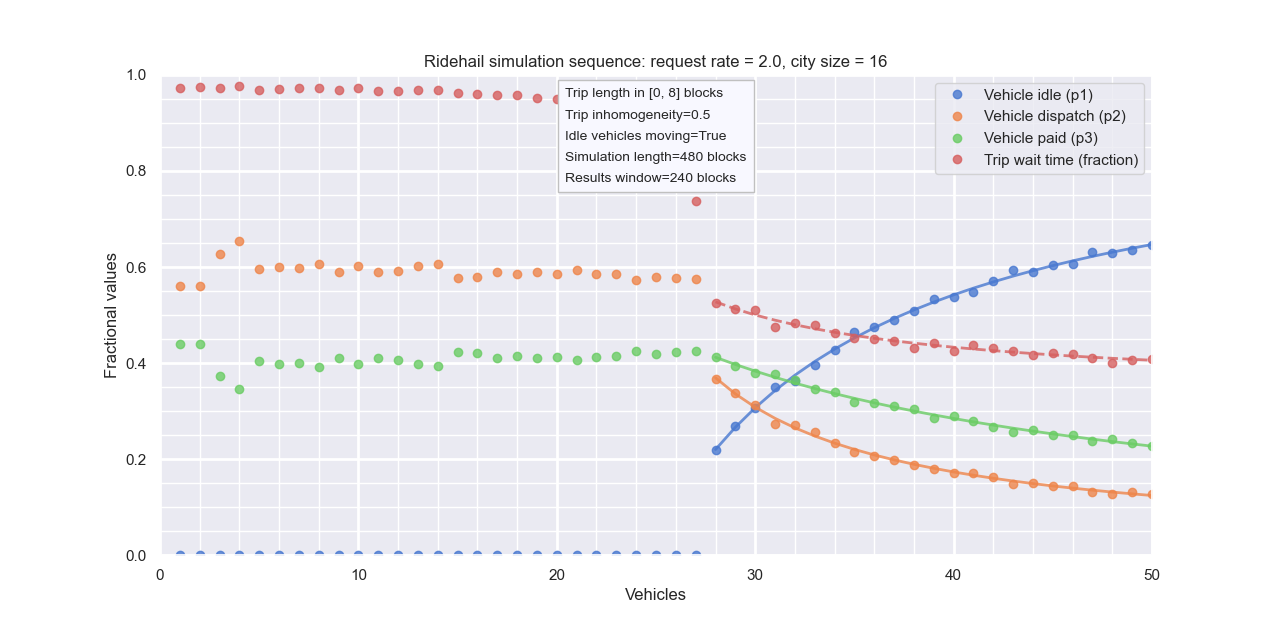 Ridehail simulation sequence: request rate = 2.0, city size = 16
Trip length in [0, 8] blocks
Trip inhomogeneity=0.5
Idle vehicles moving=True
Simulation length=480 blocks
Results window=240 blocks
Vehicle idle (p1)
Vehicle dispatch (p2)
Vehicle paid (p3)
Trip wait time (fraction)
Fractional values
1.0
0.8
0.6
0.4
0.2
0.0
0 10 20 30 40 50
Vehicles